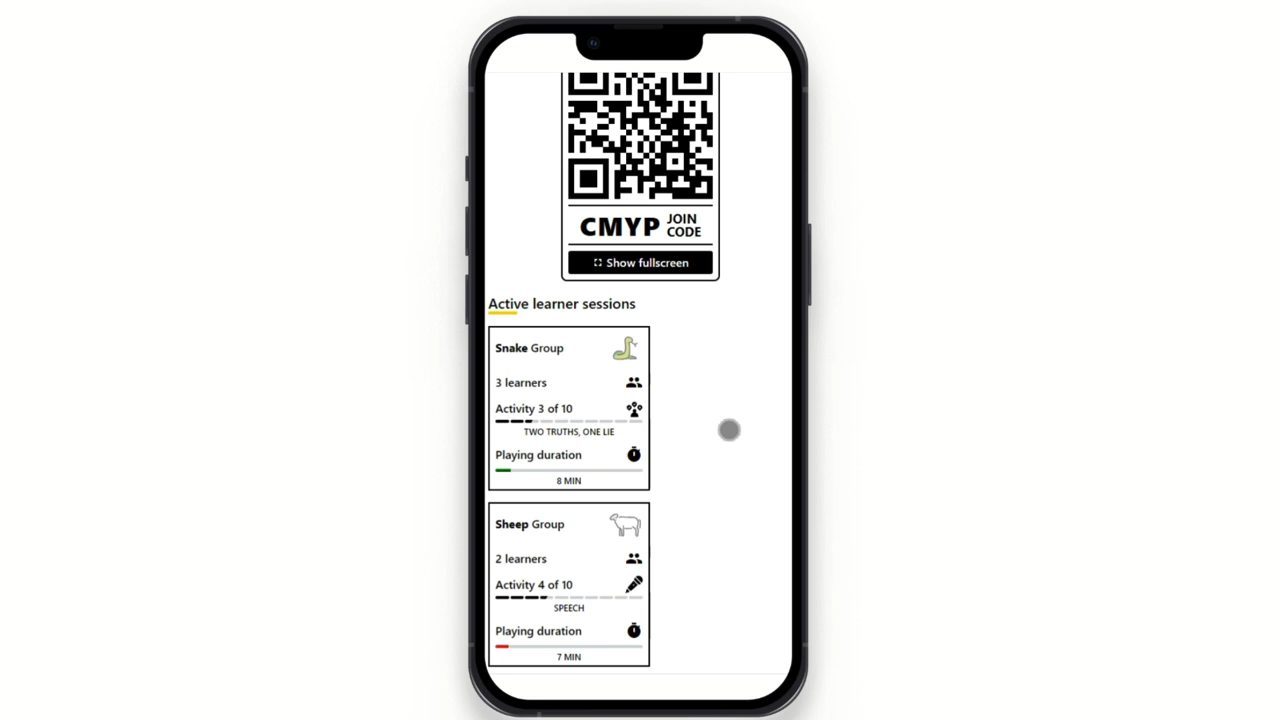 CMYP JOIN CODE
Show fullscreen
Active learner sessions
Snake Group
3 learners
Activity 3 of 10
TWO TRUTHS, ONE LIE
Playing duration
8 MIN
Sheep Group
2 learners
Activity 4 of 10
SPEECH
Playing duration
7 MIN